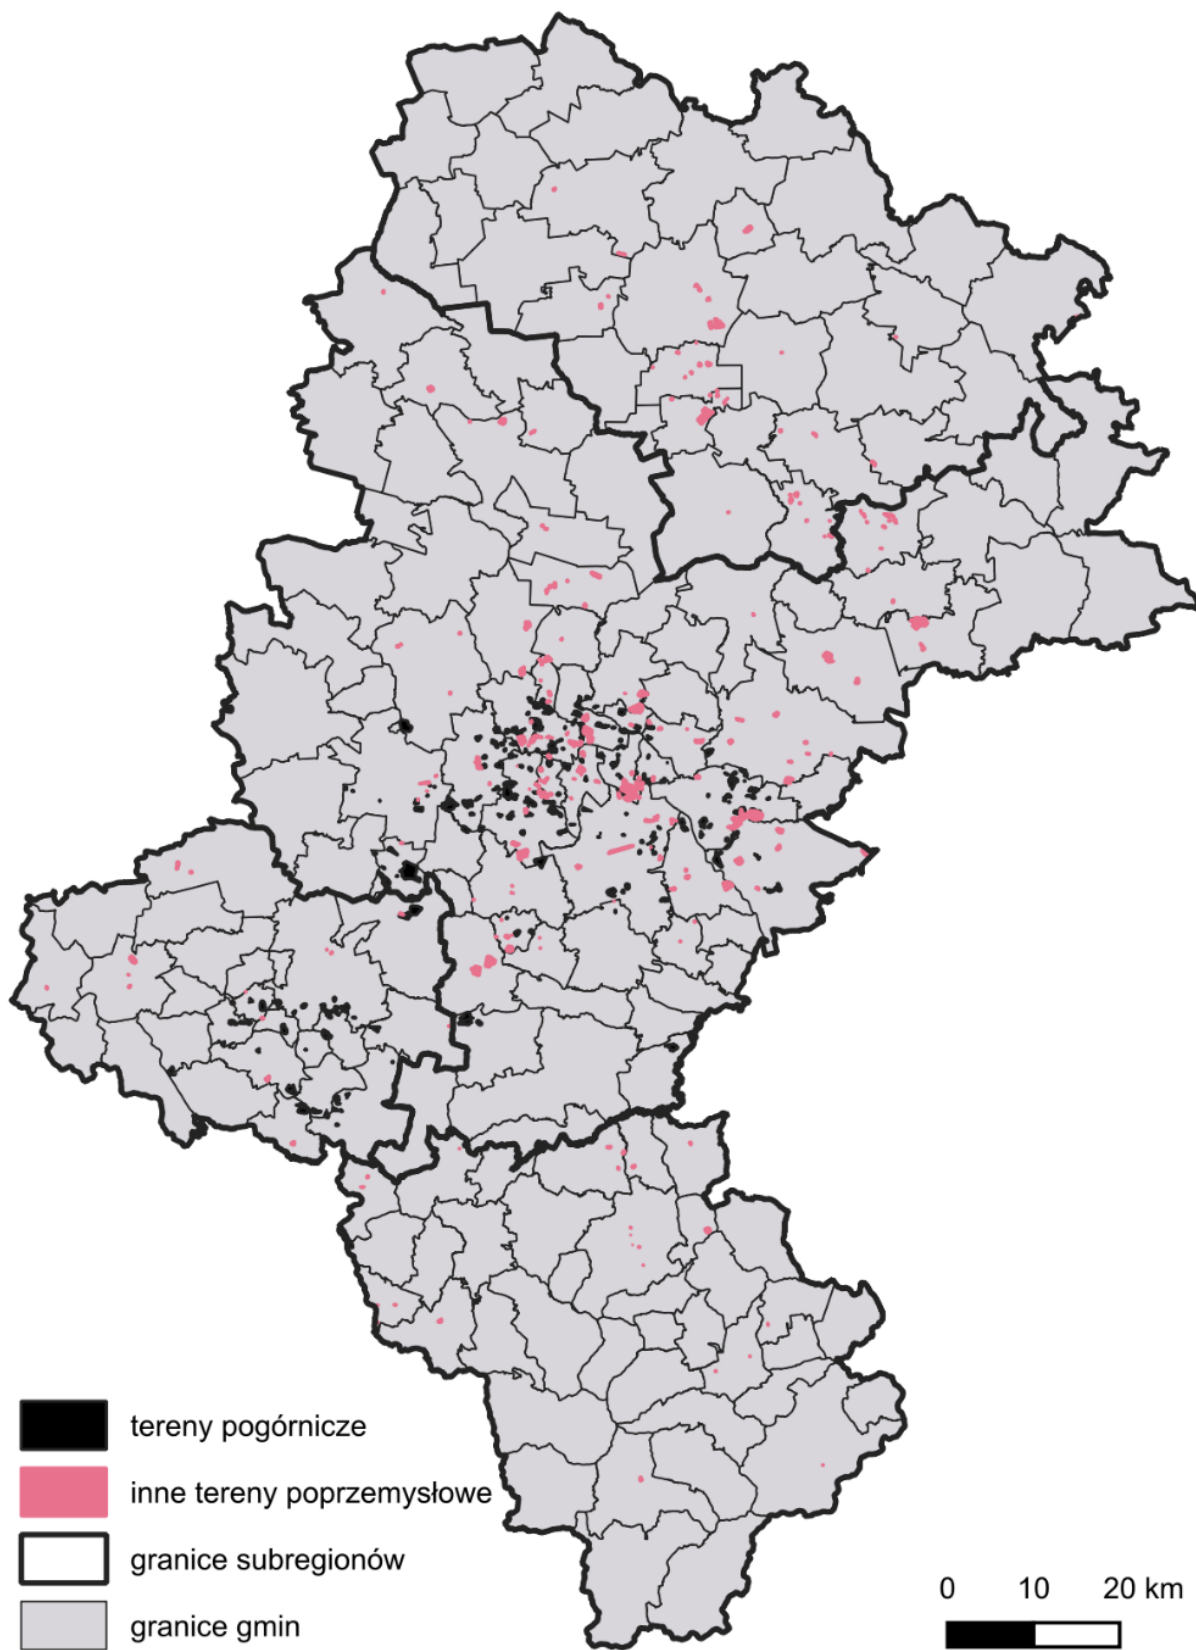 tereny pogórnicze
inne tereny poprzemysłowe
granice subregionów
granice gmin
0 10 20 km